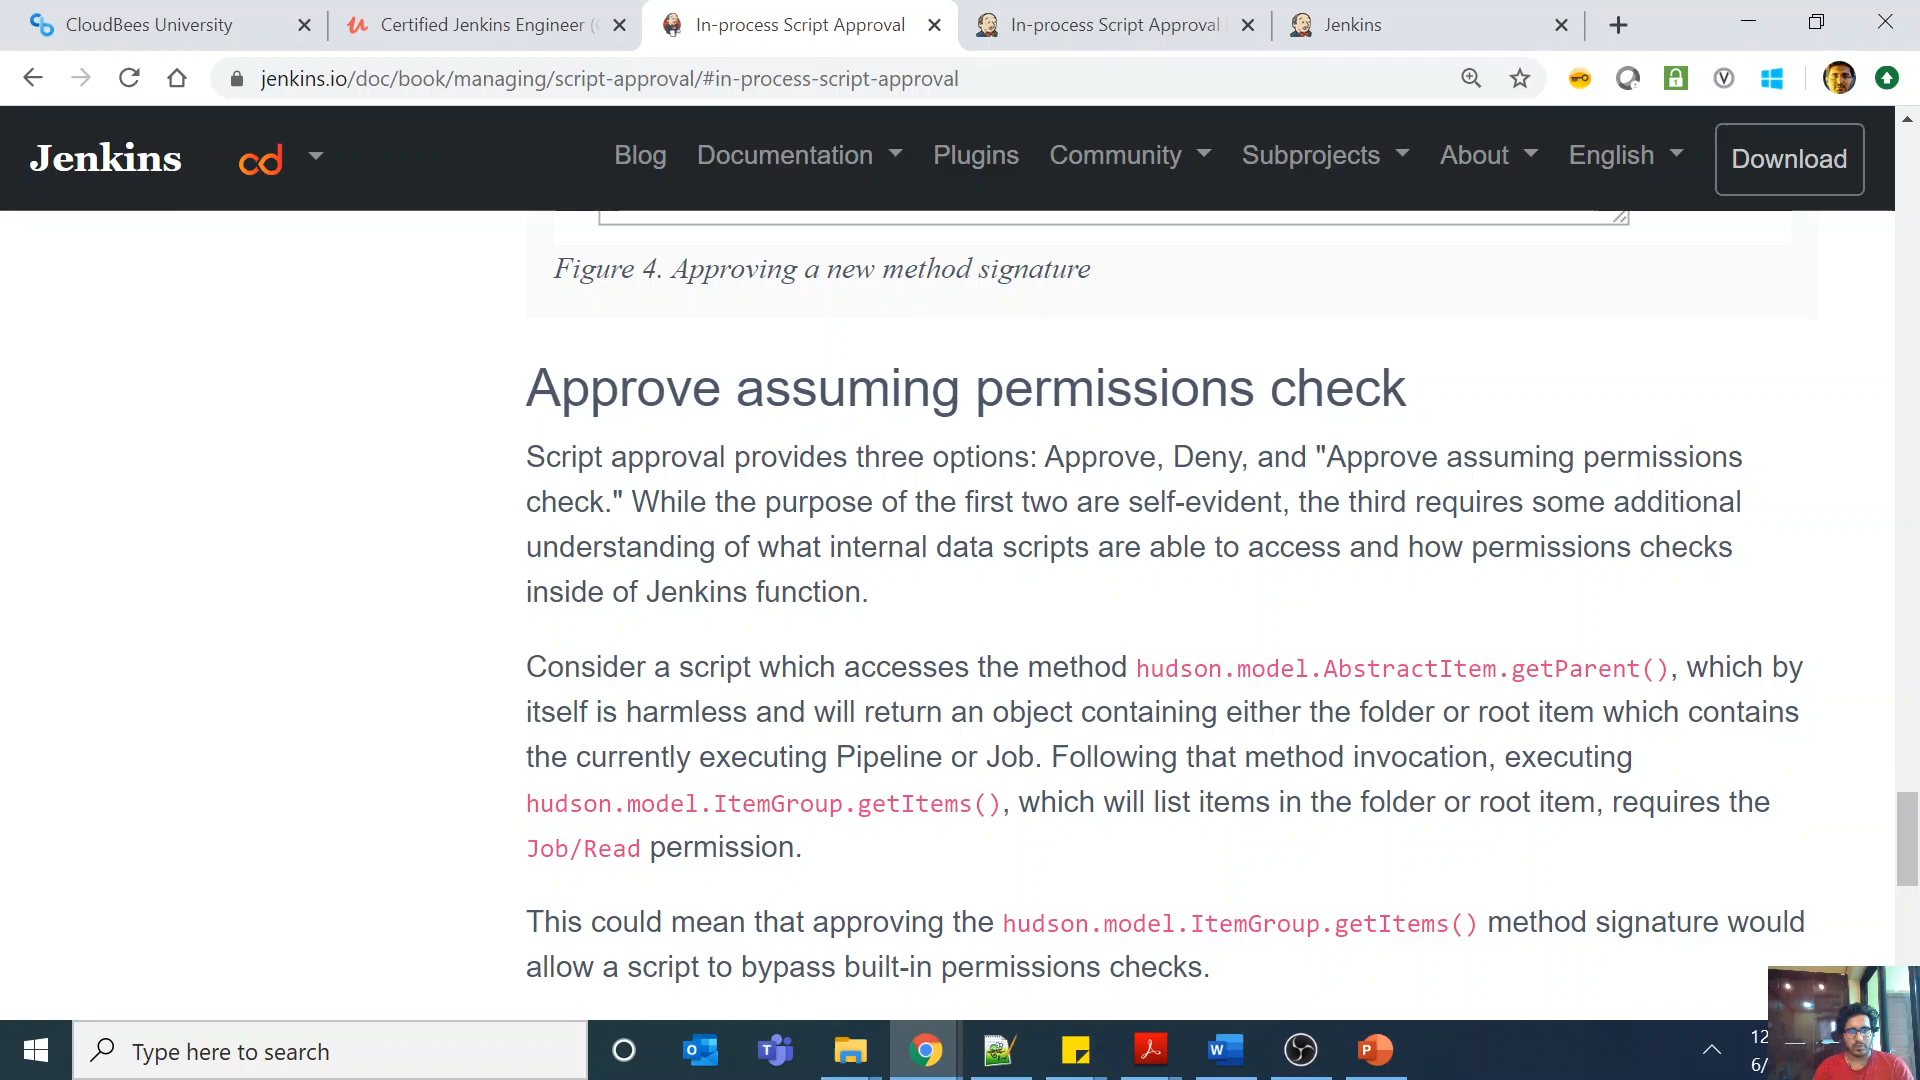 CloudBees University
Certified Jenkins Engineer (
In-process Script Approval
In-process Script Approval
Jenkins
jenkins.io/doc/book/managing/script-approval/#in-process-script-approval
Jenkins
cd
Blog
Documentation
Plugins
Community
Subprojects
About
English
Download
Figure 4. Approving a new method signature
Approve assuming permissions check
Script approval provides three options: Approve, Deny, and "Approve assuming permissions
check." While the purpose of the first two are self-evident, the third requires some additional
understanding of what internal data scripts are able to access and how permissions checks
inside of Jenkins function.
Consider a script which accesses the method hudson.model.AbstractItem.getParent(), which by
itself is harmless and will return an object containing either the folder or root item which contains
the currently executing Pipeline or Job. Following that method invocation, executing
hudson.model.ItemGroup.getItems(), which will list items in the folder or root item, requires the
Job/Read permission.
This could mean that approving the hudson.model.ItemGroup.getItems() method signature would
allow a script to bypass built-in permissions checks.
Type here to search
12
6/